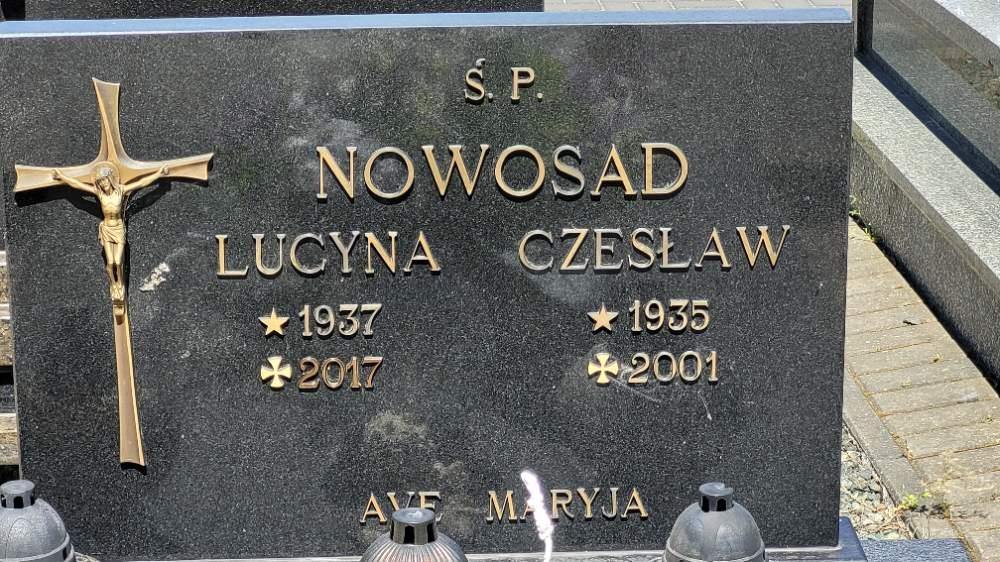 Ś. P.
NOWOSAD
LUCYNA CZESŁAW
1937 1935
2017 2001
AVE MARYJA